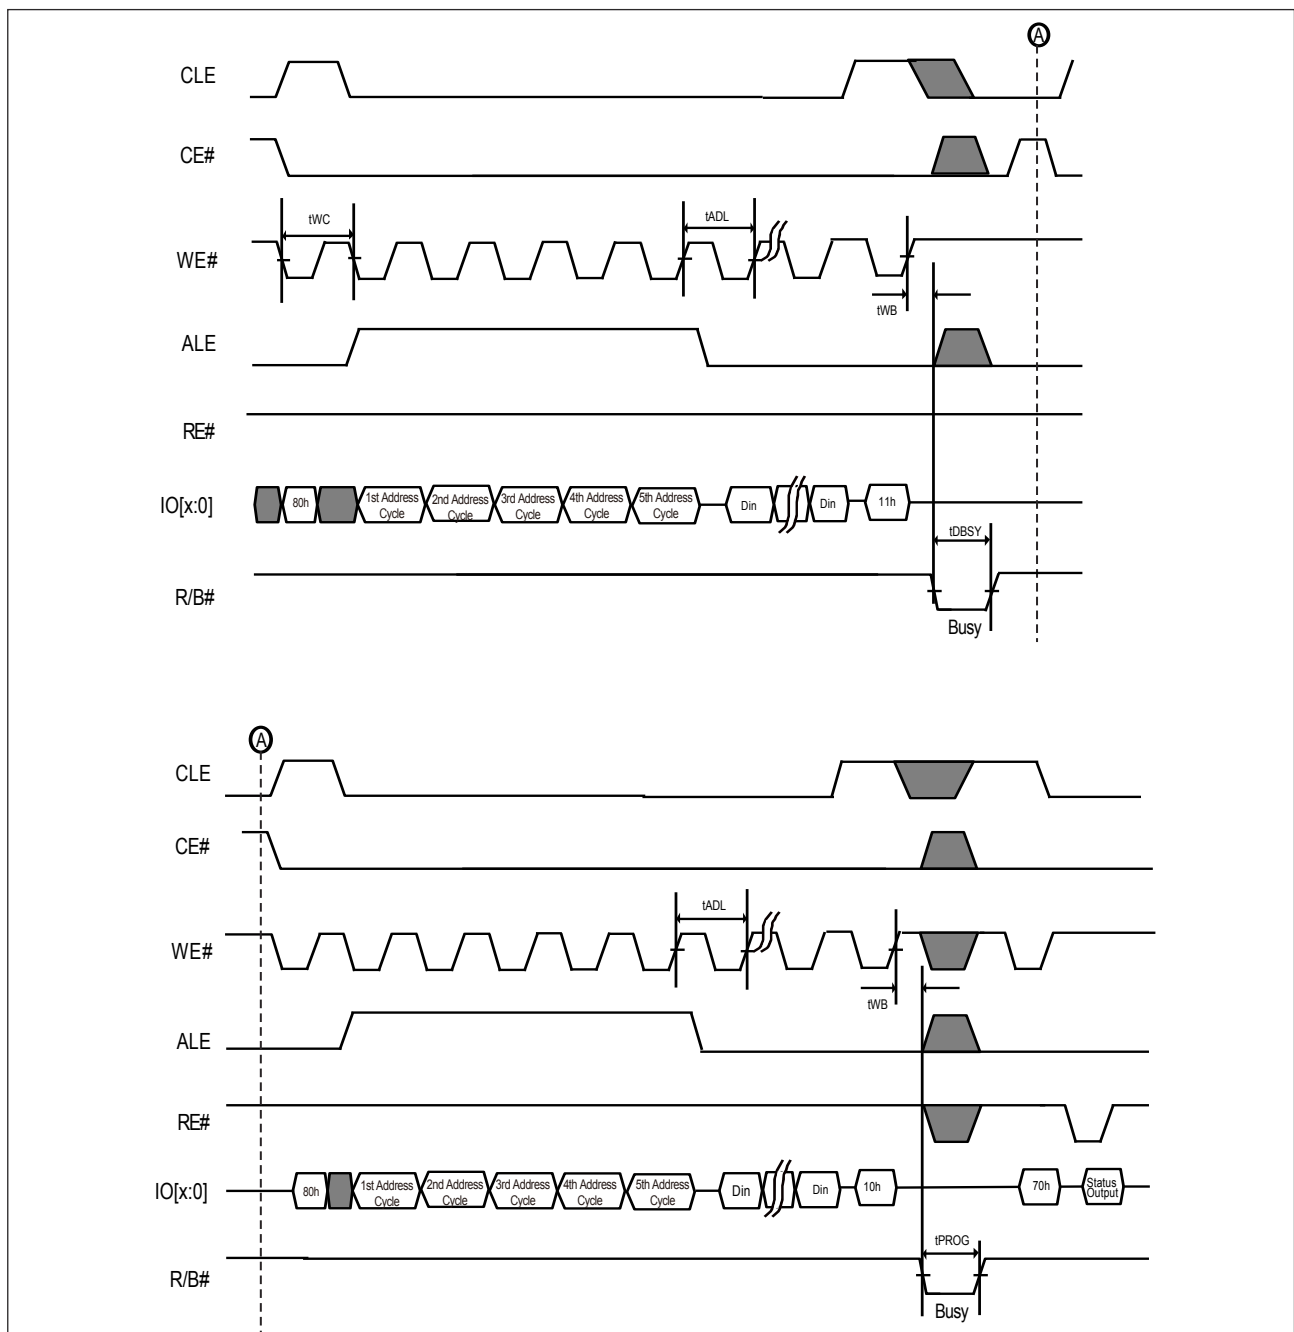 A
CLE
CE#
tWC
tADL
WE#
tWB
ALE
RE#
IO[x:0]
80h
1st Address
Cycle
2nd Address
Cycle
3rd Address
Cycle
4th Address
Cycle
5th Address
Cycle
Din
Din
11h
tDBSY
R/B#
Busy
A
CLE
CE#
tADL
WE#
tWB
ALE
RE#
IO[x:0]
80h
1st Address
Cycle
2nd Address
Cycle
3rd Address
Cycle
4th Address
Cycle
5th Address
Cycle
Din
Din
10h
70h
Status
Output
tPROG
R/B#
Busy